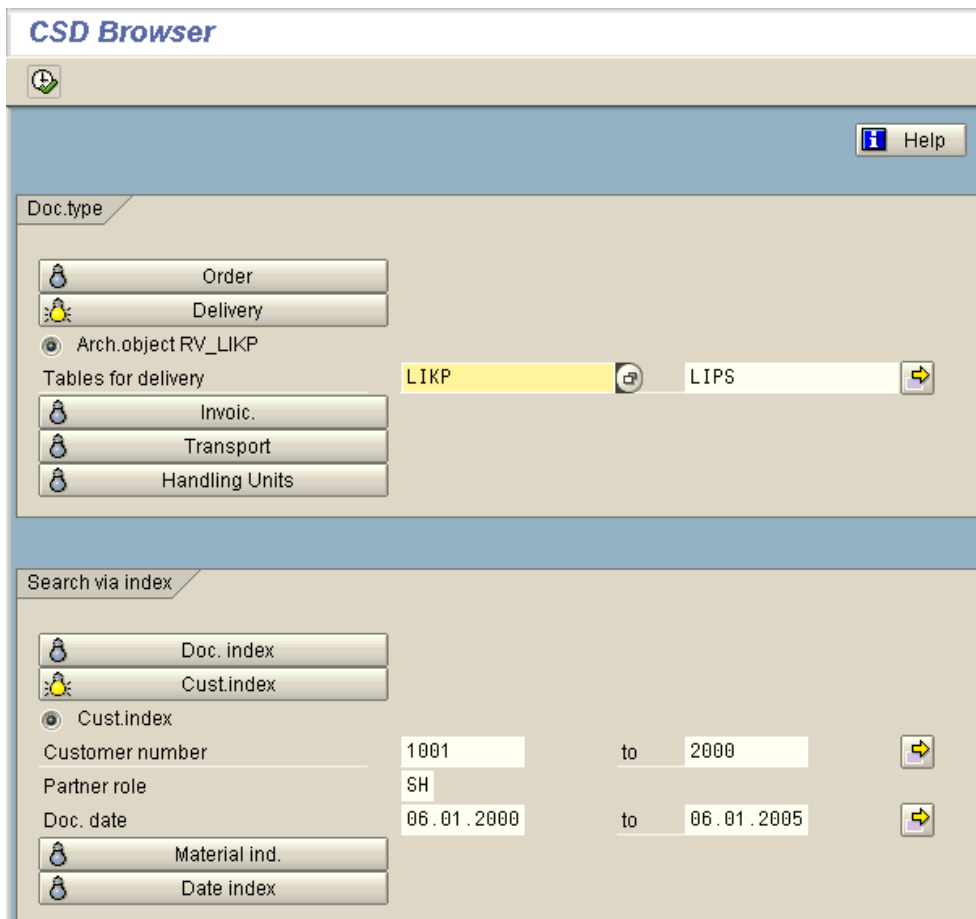 CSD Browser
Help
Doc.type
Order
Delivery
Arch.object RV_LIKP
Tables for delivery LIKP LIPS
Invoic.
Transport
Handling Units
Search via index
Doc. index
Cust.index
Cust.index
Customer number 1001 to 2000
Partner role SH
Doc. date 06.01.2000 to 06.01.2005
Material ind.
Date index